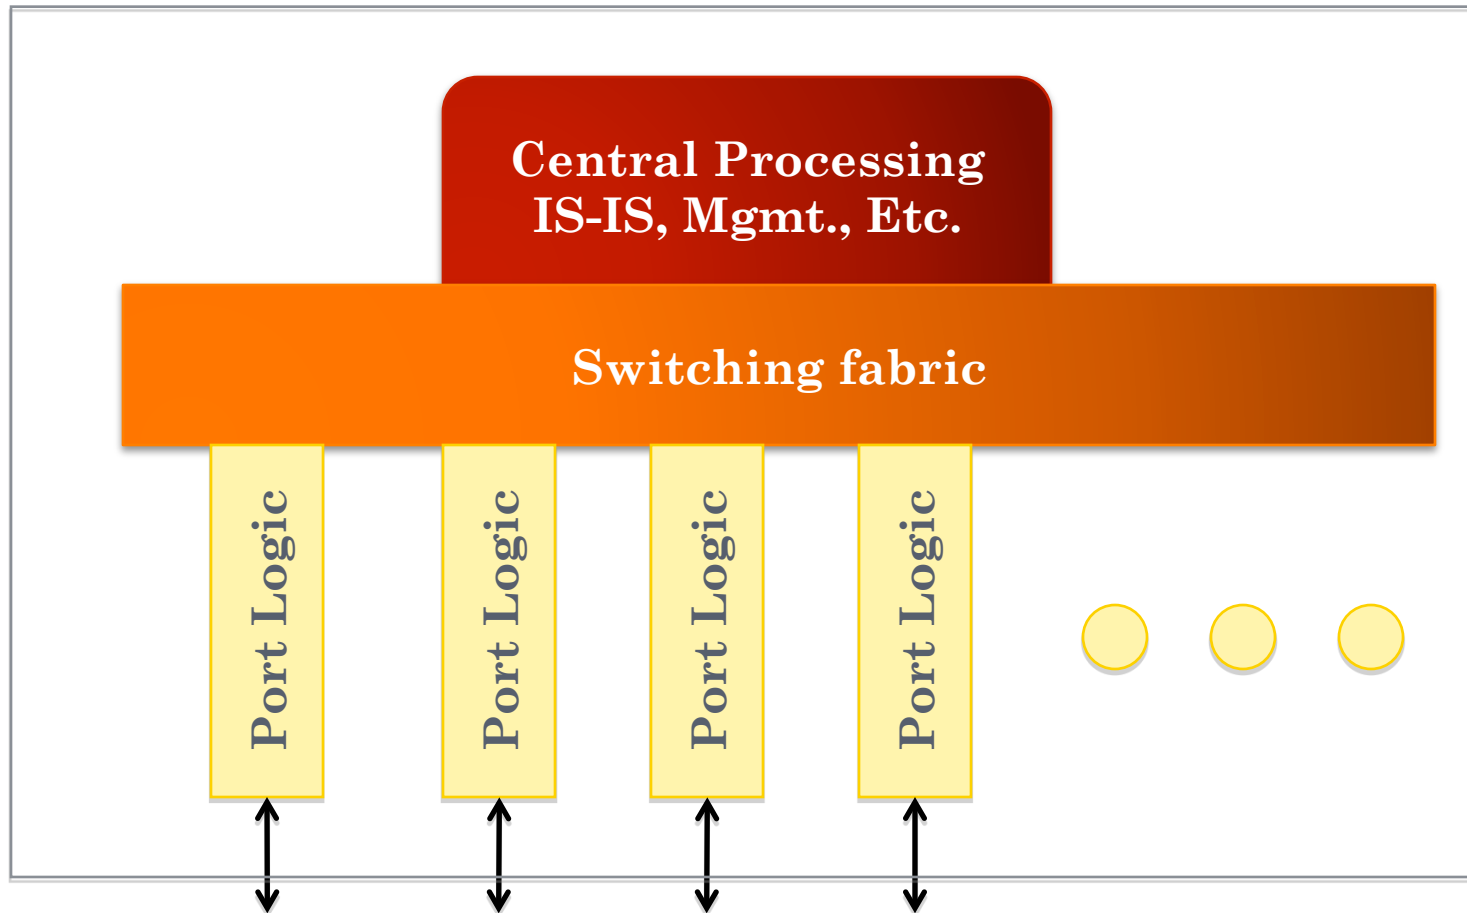 Central Processing
IS-IS, Mgmt., Etc.
Switching fabric
Port Logic
Port Logic
Port Logic
Port Logic